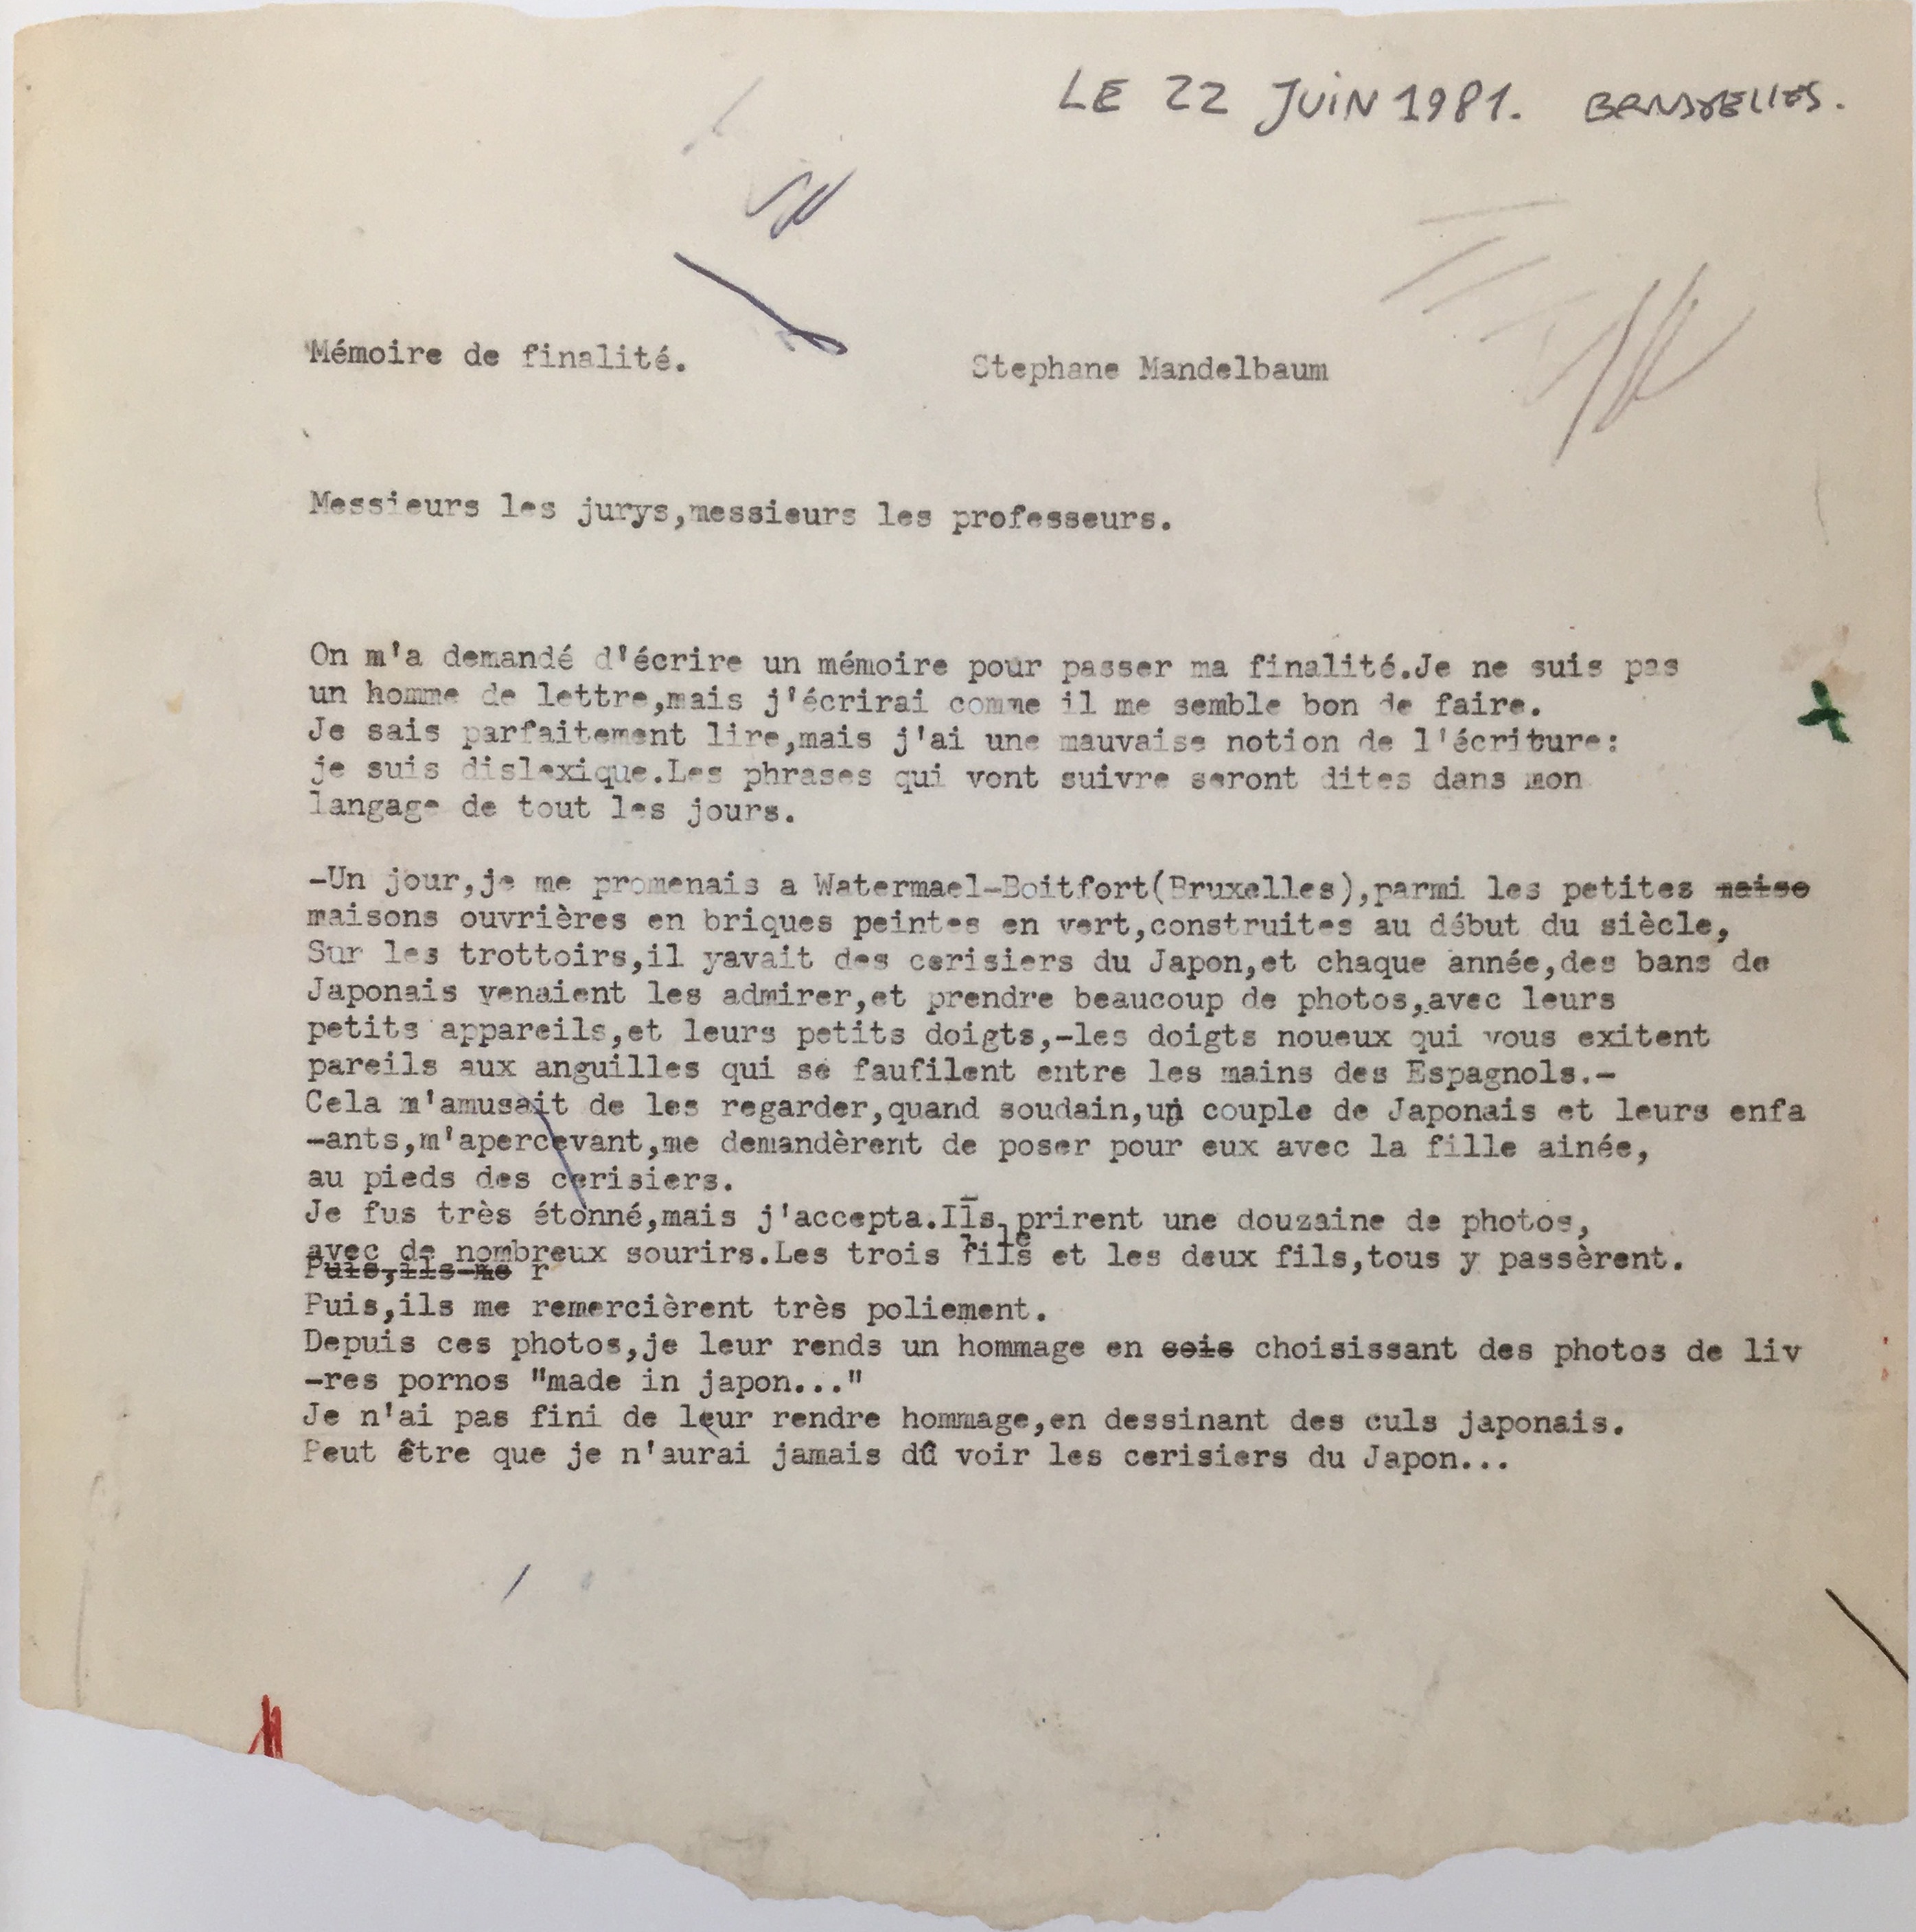 LE 22 JUIN 1981. BRUXELLES.
Mémoire de finalité. Stephane Mandelbaum
Messieurs les jurys,messieurs les professeurs.
On m'a demandé d'écrire un mémoire pour passer ma finalité.Je ne suis pas
un homme de lettre,mais j'écrirai comme il me semble bon de faire.
Je sais parfaitement lire,mais j'ai une mauvaise notion de l'écriture:
je suis dislexique.Les phrases qui vont suivre seront dites dans mon
langage de tout les jours.
-Un jour,je me promenais a Watermael-Boitfort(Bruxelles),parmi les petites maiso
maisons ouvrières en briques peintes en vert,construites au début du siècle,
Sur les trottoirs,il yavait des cerisiers du Japon,et chaque année,des bans de
Japonais venaient les admirer,et prendre beaucoup de photos,avec leurs
petits appareils,et leurs petits doigts,-les doigts noueux qui vous exitent
pareils aux anguilles qui se faufilent entre les mains des Espagnols.-
Cela m'amusait de les regarder,quand soudain,un couple de Japonais et leurs enfa
-ants,m'apercevant,me demandèrent de poser pour eux avec la fille ainée,
au pieds des cerisiers.
Je fus très étonné,mais j'accepta.Ils prirent une douzaine de photos,
avec de nombreux sourirs.Les trois et les deux fils,tous y passèrent.
Puis,ils me r
Puis,ils me remercièrent très poliement.
Depuis ces photos,je leur rends un hommage en choisissant des photos de liv
-res pornos "made in japon..."
Je n'ai pas fini de leur rendre hommage,en dessinant des culs japonais.
Peut être que je n'aurai jamais dû voir les cerisiers du Japon...